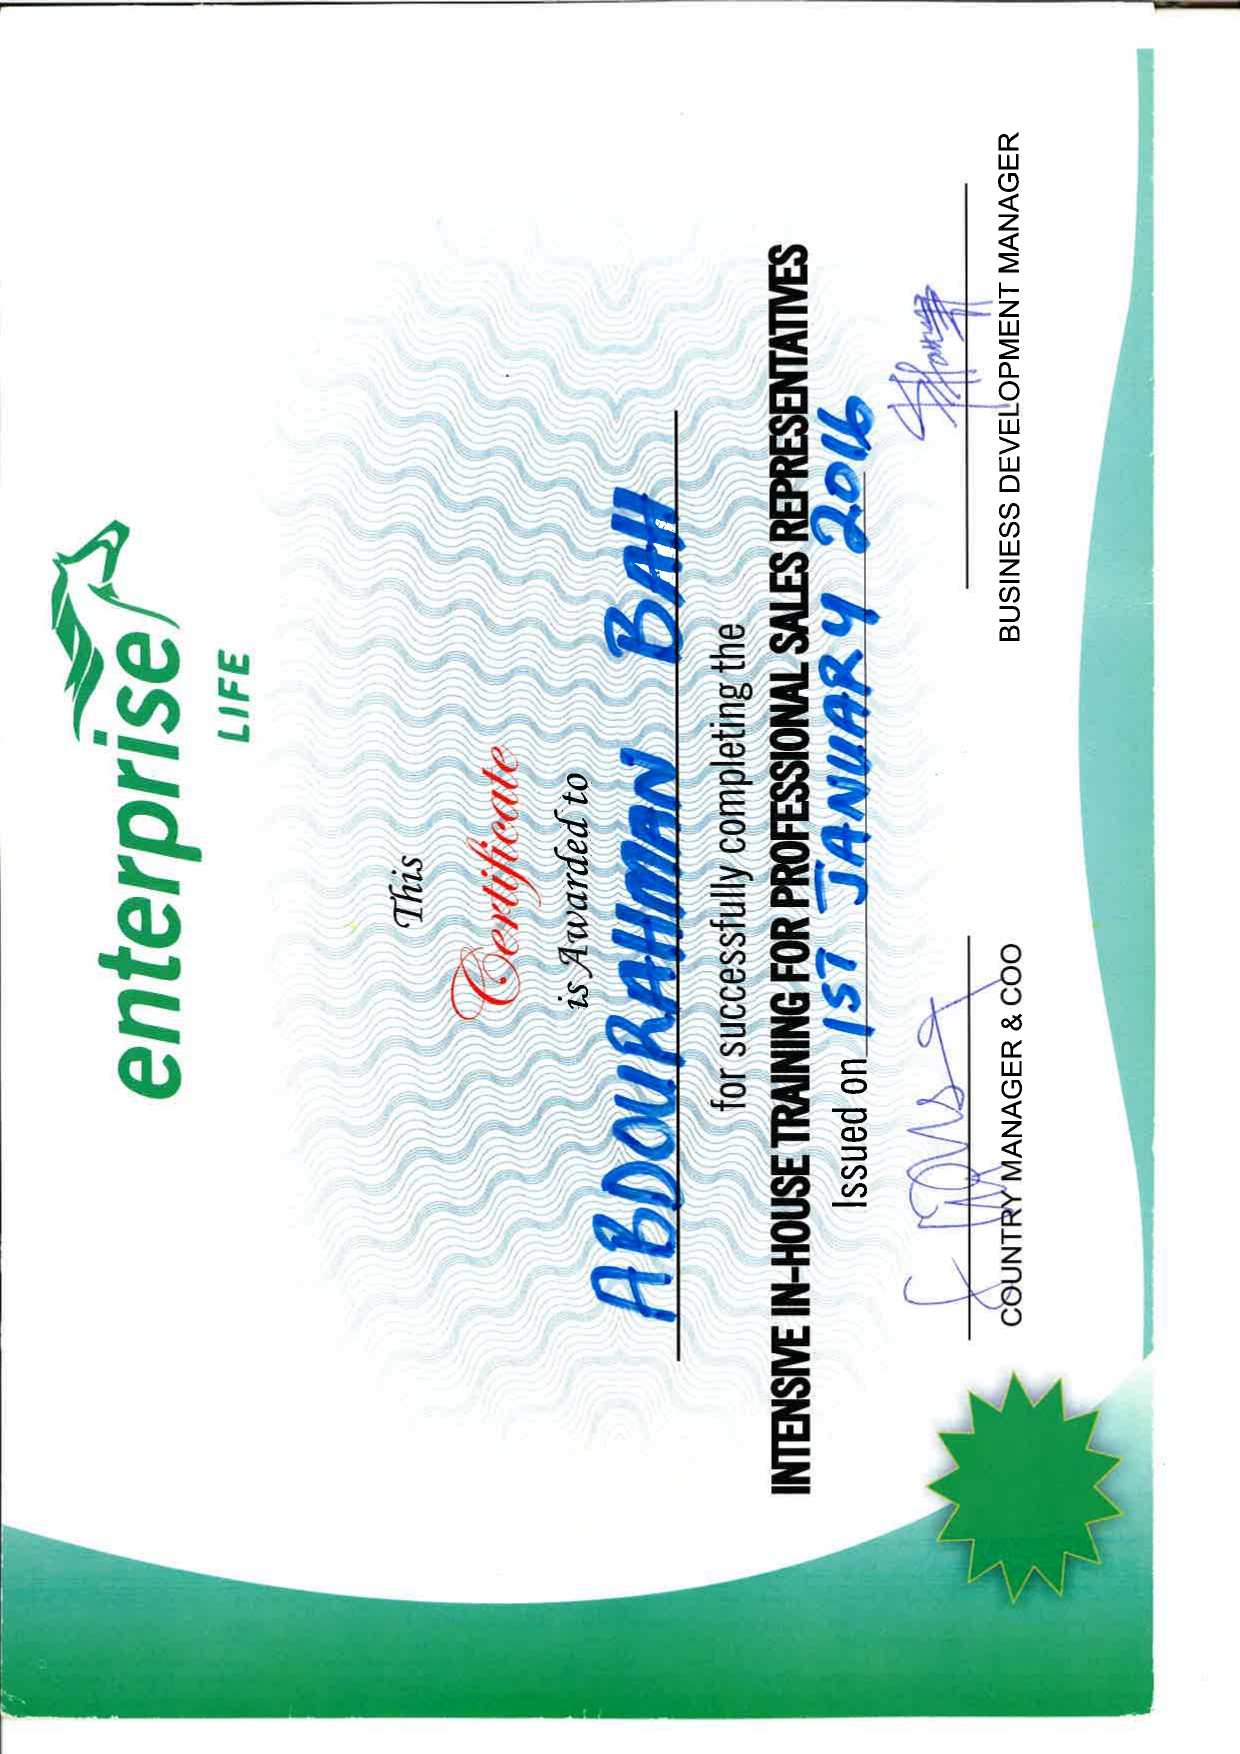 enterprise
LIFE
This
Certificate
is Awarded to
ABDOURAHMAN BAH
for successfully completing the
INTENSIVE IN-HOUSE TRAINING FOR PROFESSIONAL SALES REPRESENTATIVES
Issued on 1ST JANUARY 2016
COUNTRY MANAGER & COO
BUSINESS DEVELOPMENT MANAGER